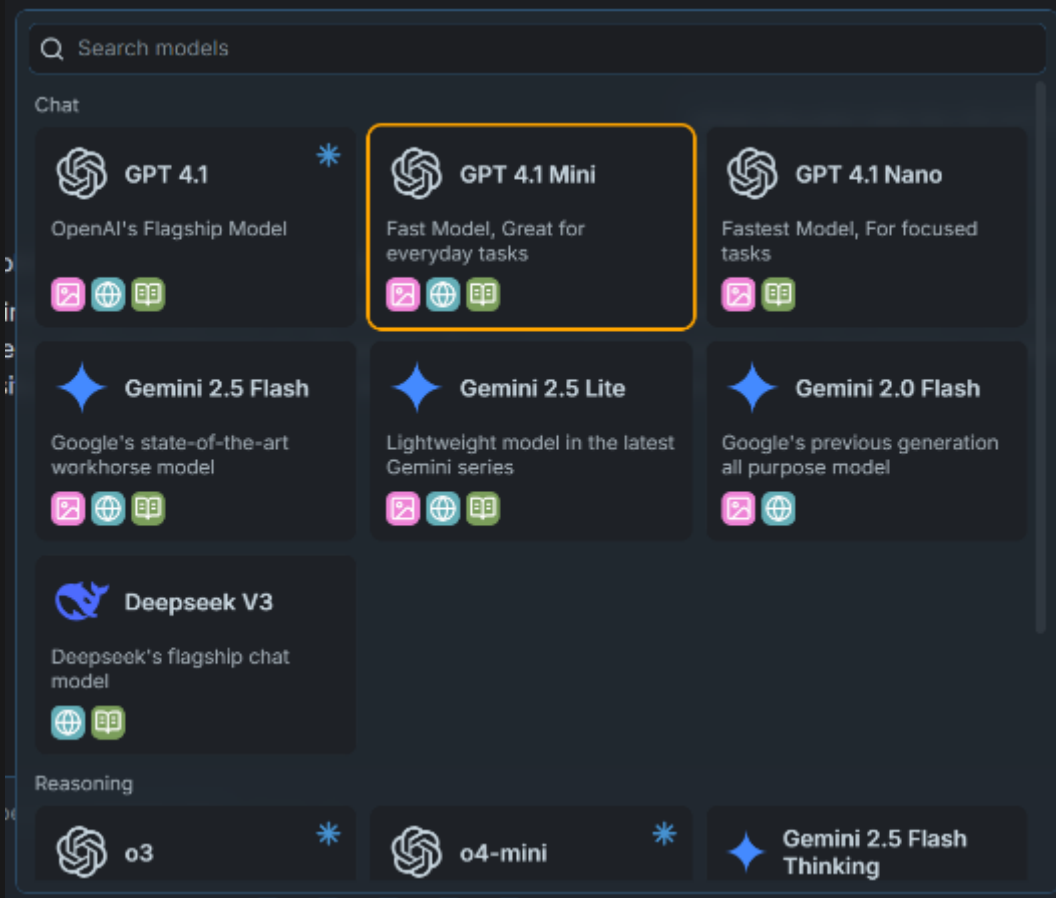 Search models
Chat
GPT 4.1
OpenAI's Flagship Model
GPT 4.1 Mini
Fast Model, Great for
everyday tasks
GPT 4.1 Nano
Fastest Model, For focused
tasks
Gemini 2.5 Flash
Google's state-of-the-art
workhorse model
Gemini 2.5 Lite
Lightweight model in the latest
Gemini series
Gemini 2.0 Flash
Google's previous generation
all purpose model
Deepseek V3
Deepseek's flagship chat
model
Reasoning
o3
o4-mini
Gemini 2.5 Flash
Thinking